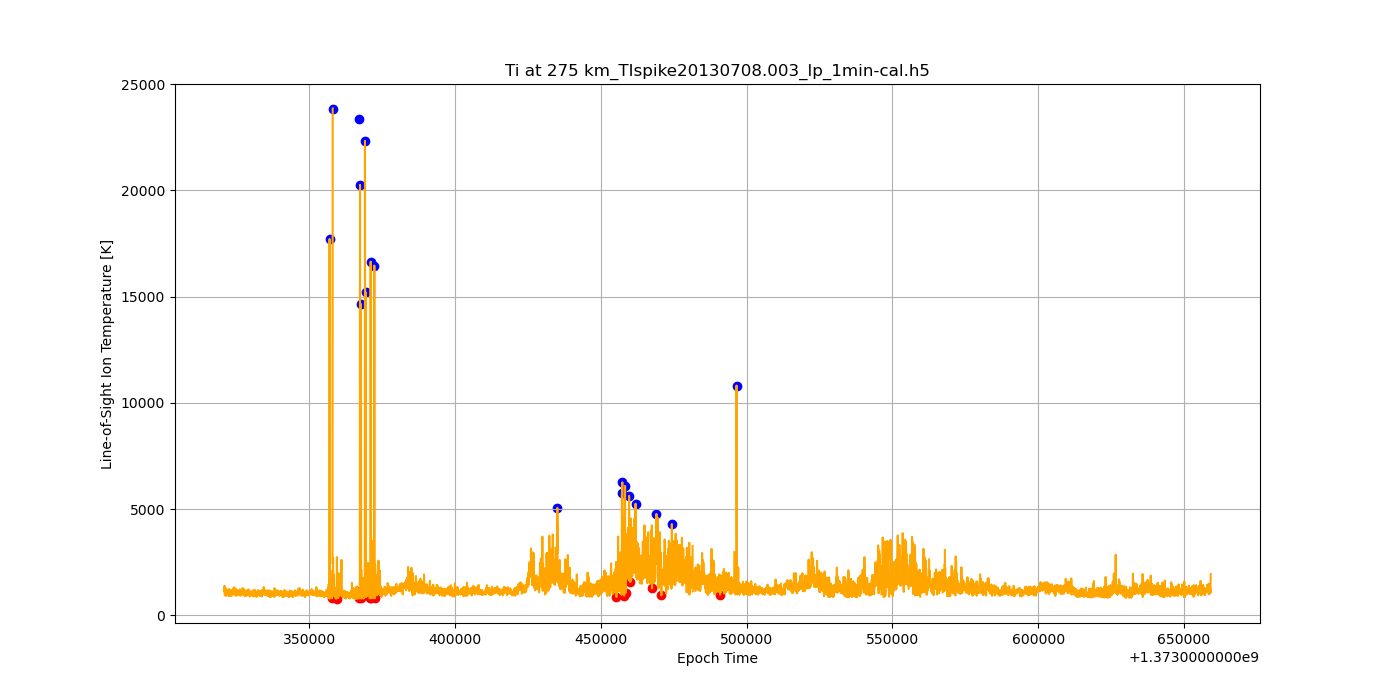 Ti at 275 km_TIspike20130708.003_lp_1min-cal.h5
25000
20000
15000
10000
5000
0
Line-of-Sight Ion Temperature [K]
350000 400000 450000 500000 550000 600000 650000
Epoch Time
+1.3730000000e9